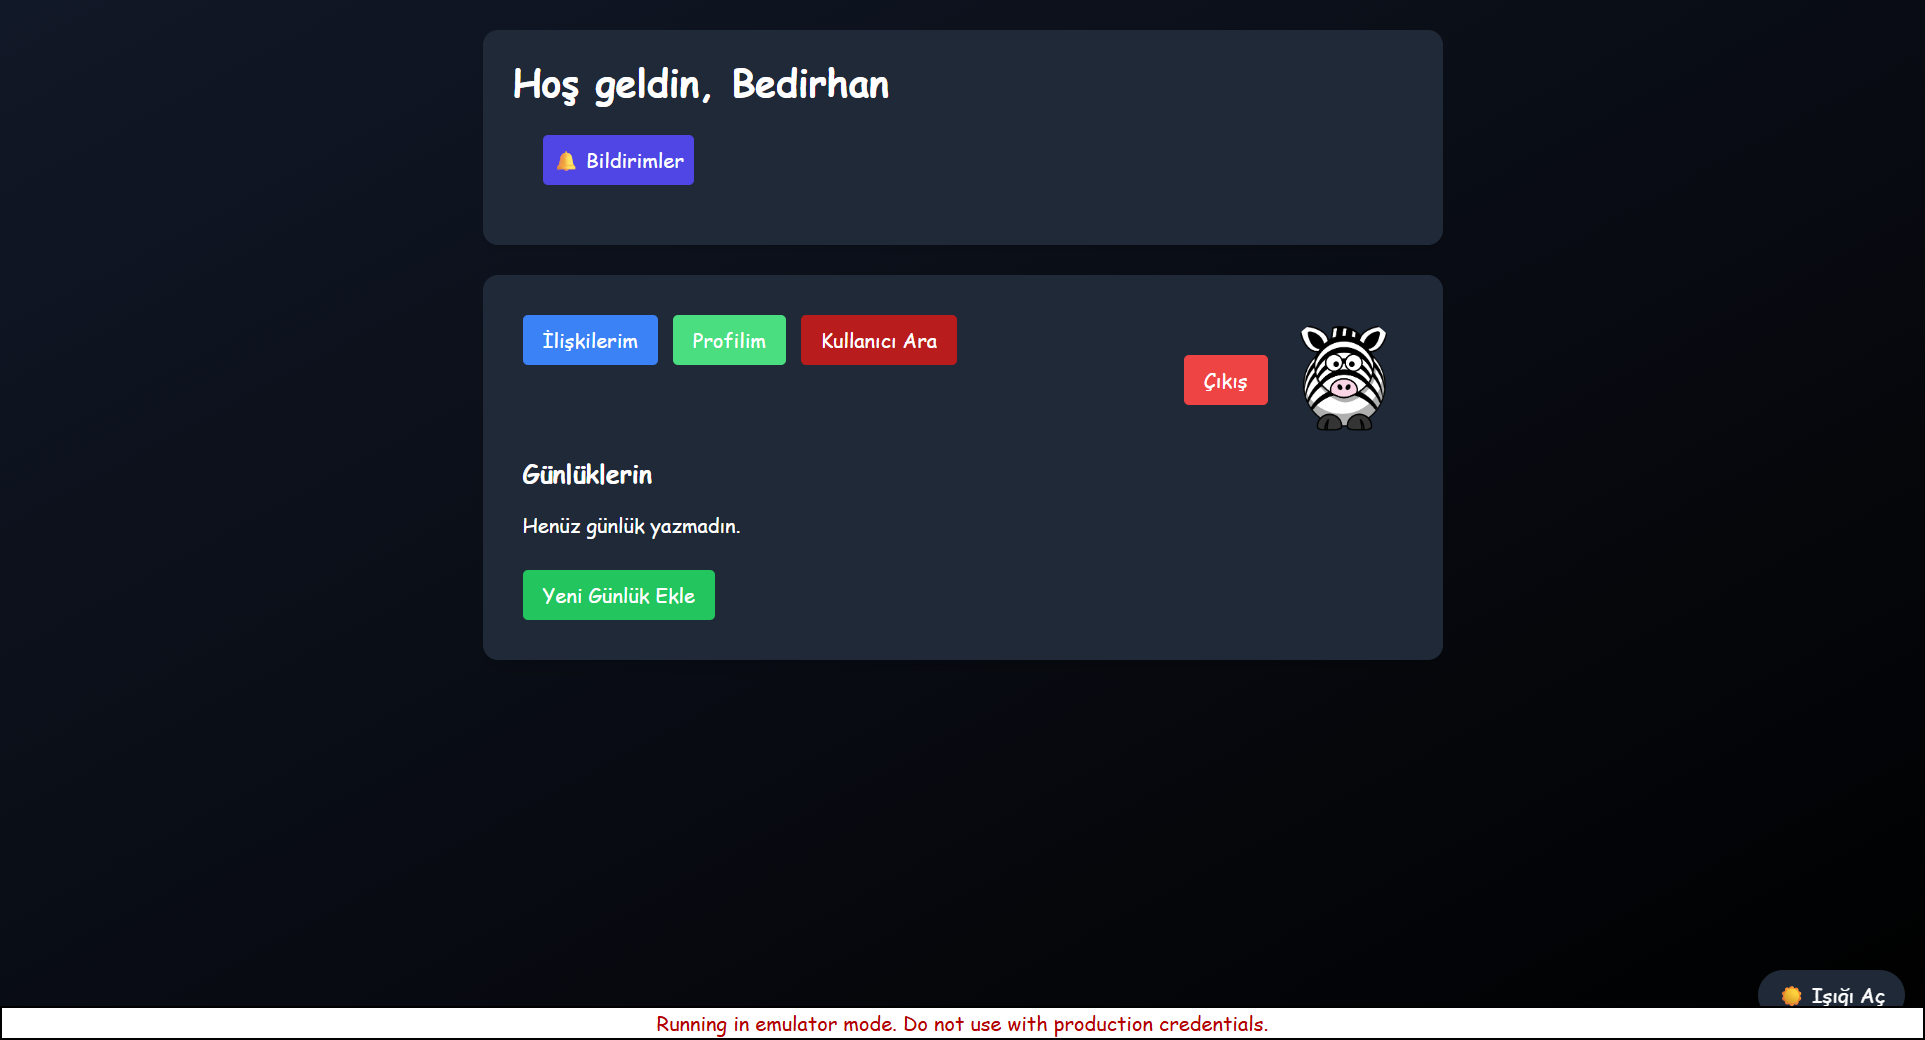 Hoş geldin, Bedirhan
🔔 Bildirimler
İlişkilerim Profilim Kullanıcı Ara
Çıkış
Günlüklerin
Henüz günlük yazmadın.
Yeni Günlük Ekle
Işığı Aç
Running in emulator mode. Do not use with production credentials.